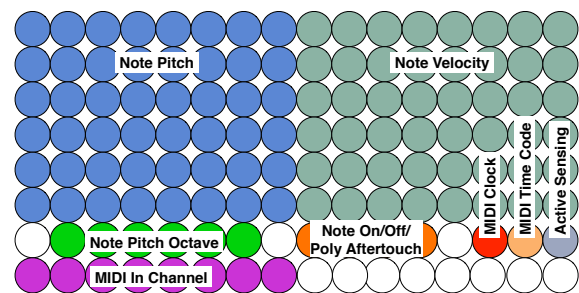 Note Pitch
Note Velocity
MIDI Clock
MIDI Time Code
Active Sensing
Note Pitch Octave
Note On/Off/
Poly Aftertouch
MIDI In Channel